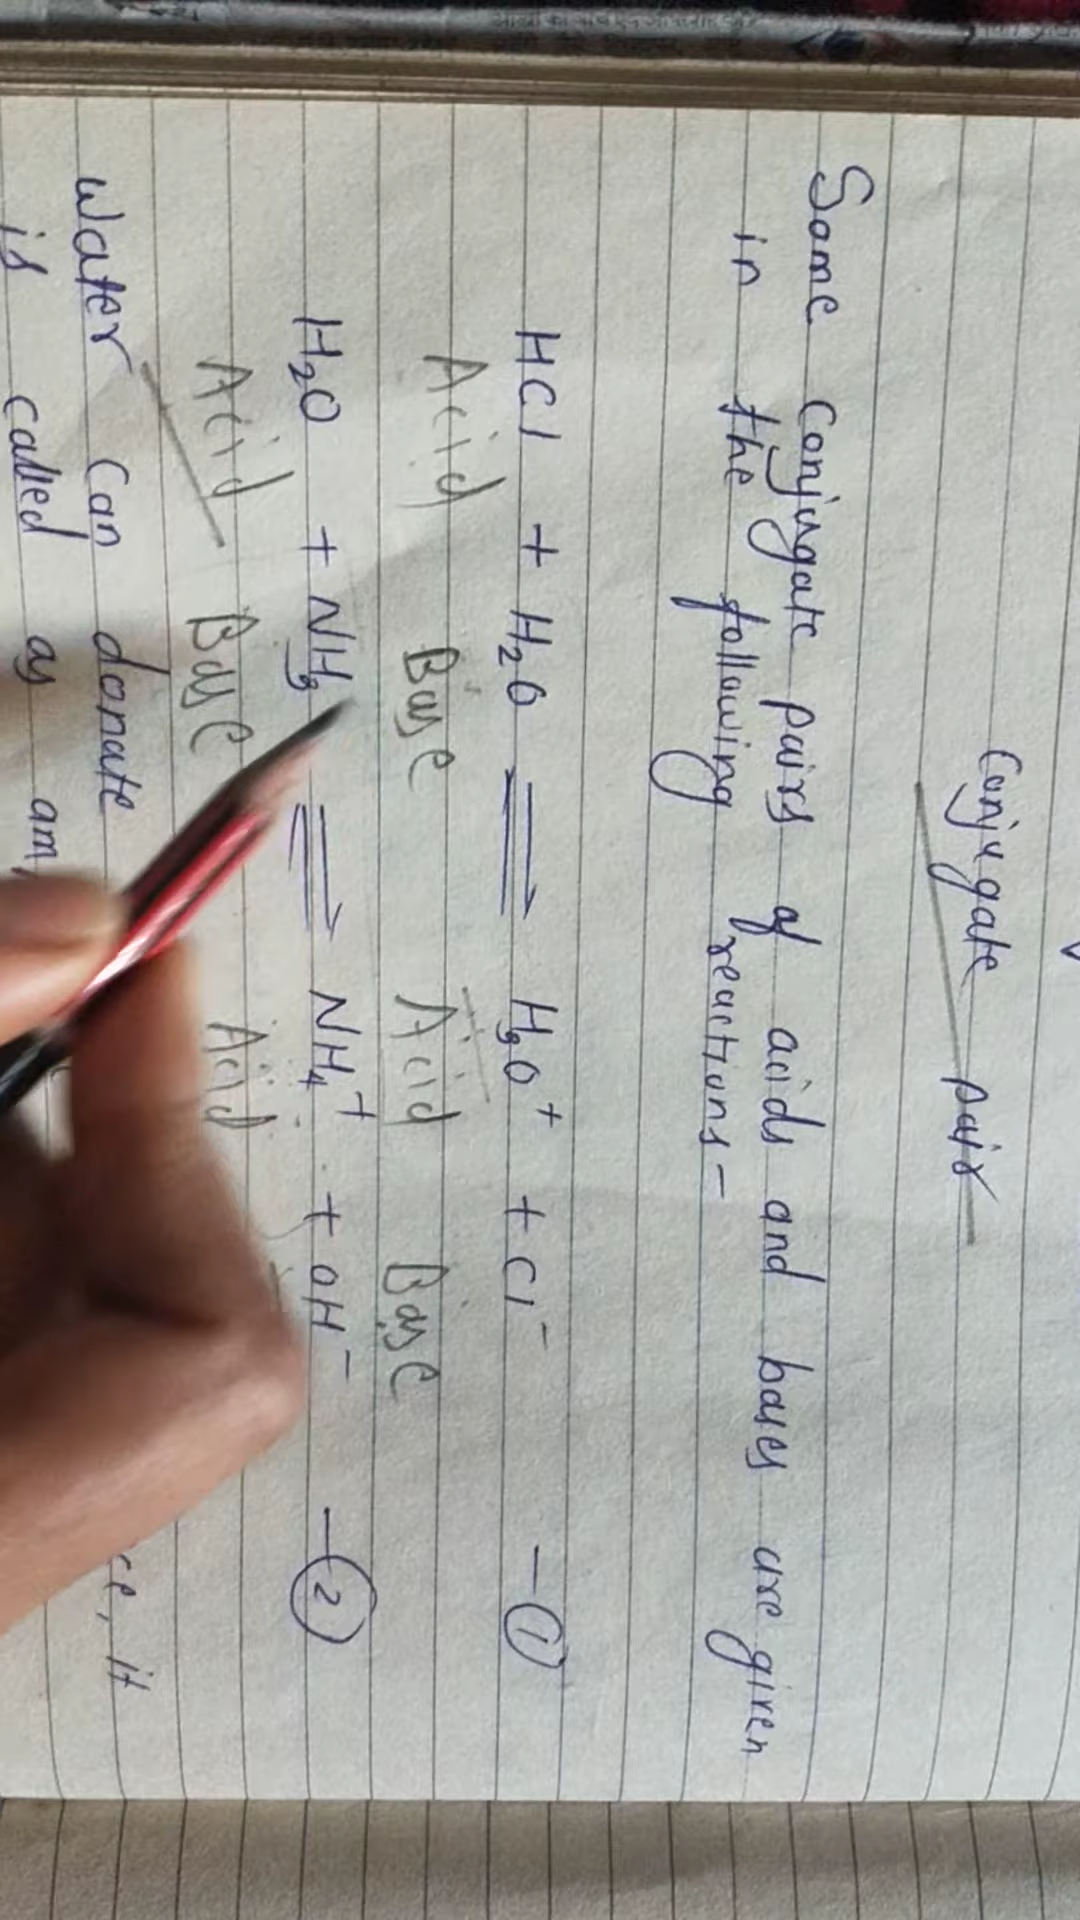 Conjugate pair
Some Conjugate pairs of acids and bases are given
in the following reactions-
HCl + H₂O ⇌ H₃O⁺ + Cl⁻ -①
Acid Base Acid Base
H₂O + NH₃ ⇌ NH₄⁺ + OH⁻ -②
Acid Base Acid
Water can donate it
is called as